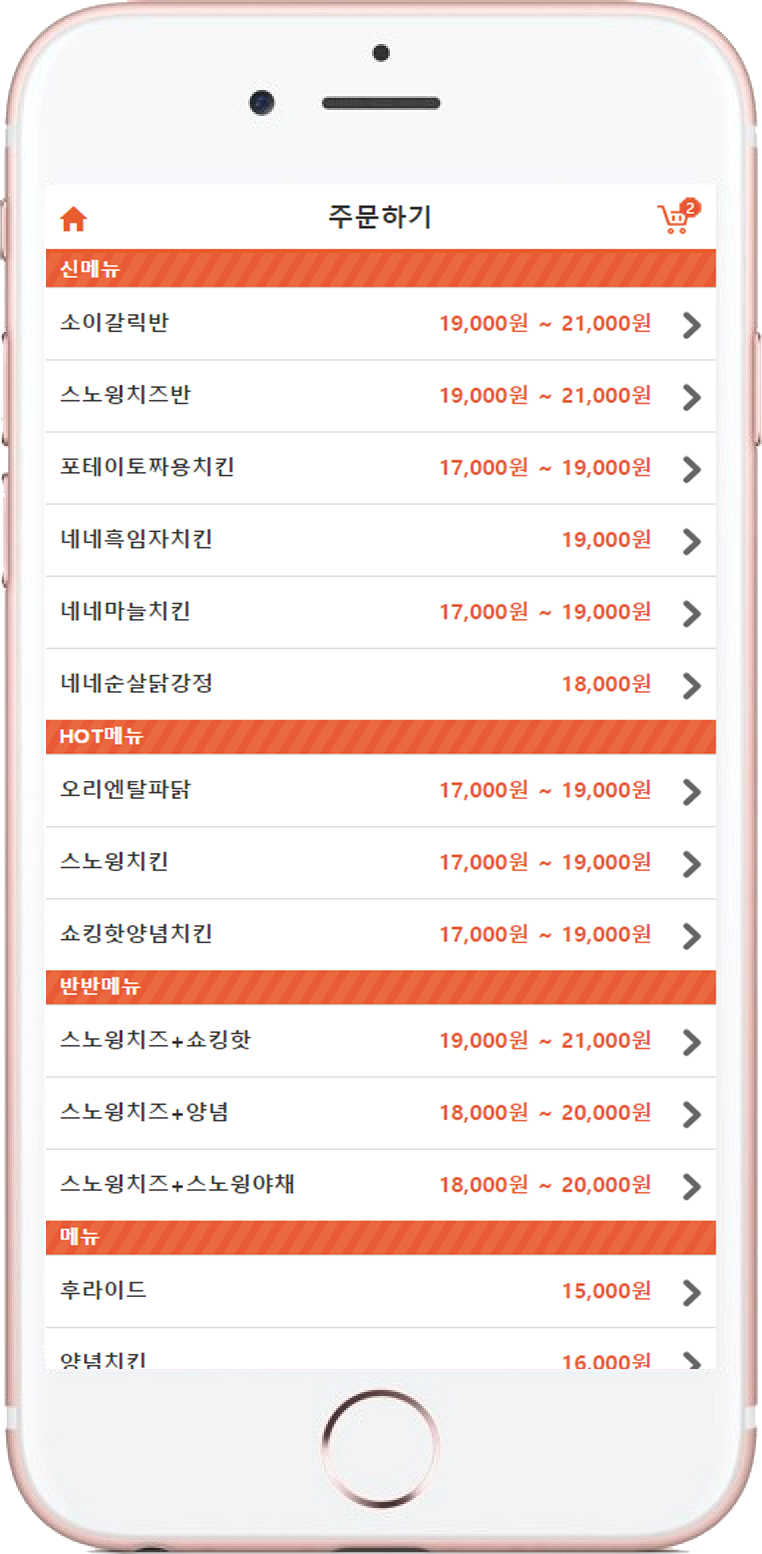 주문하기
2
신메뉴
소이갈릭반 19,000원 ~ 21,000원
스노윙치즈반 19,000원 ~ 21,000원
포테이토짜용치킨 17,000원 ~ 19,000원
네네흑임자치킨 19,000원
네네마늘치킨 17,000원 ~ 19,000원
네네순살닭강정 18,000원
HOT메뉴
오리엔탈파닭 17,000원 ~ 19,000원
스노윙치킨 17,000원 ~ 19,000원
쇼킹핫양념치킨 17,000원 ~ 19,000원
반반메뉴
스노윙치즈+쇼킹핫 19,000원 ~ 21,000원
스노윙치즈+양념 18,000원 ~ 20,000원
스노윙치즈+스노윙야채 18,000원 ~ 20,000원
메뉴
후라이드 15,000원
양념치킨 16,000원